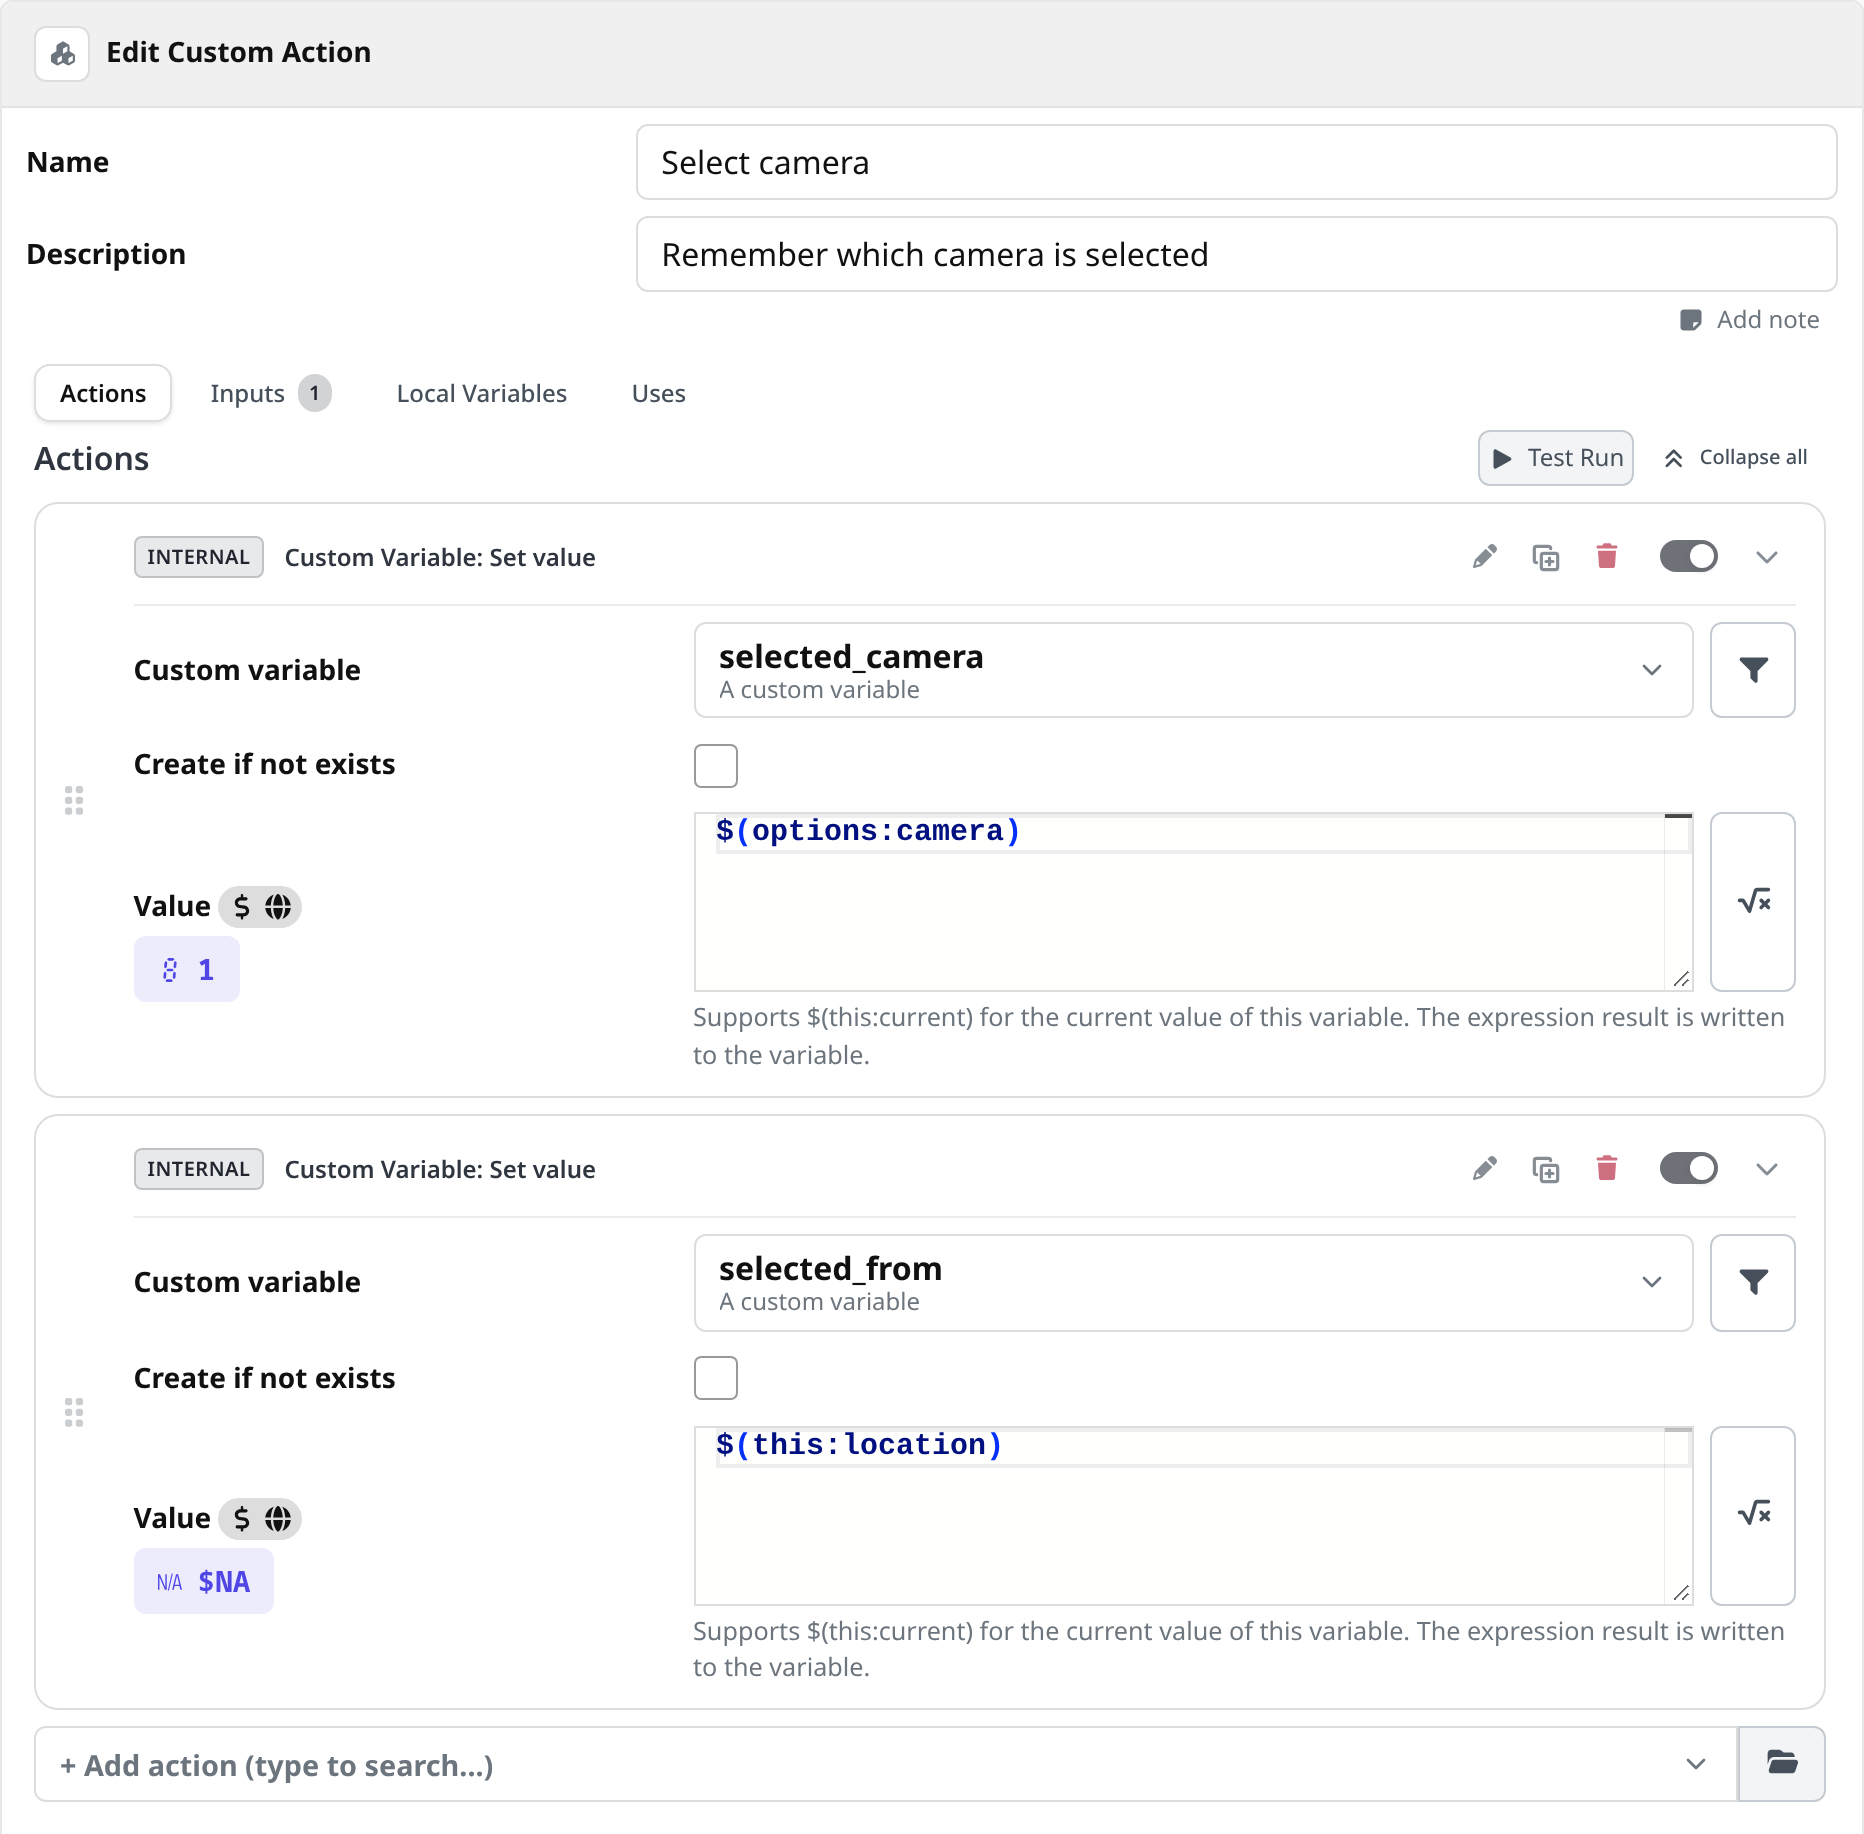 Edit Custom Action
Name
Select camera
Description
Remember which camera is selected
Add note
Actions
Inputs 1
Local Variables
Uses
Actions
Test Run
Collapse all
INTERNAL
Custom Variable: Set value
Custom variable
selected_camera
A custom variable
Create if not exists
$(options:camera)
Value $
1
Supports $(this:current) for the current value of this variable. The expression result is written
to the variable.
INTERNAL
Custom Variable: Set value
Custom variable
selected_from
A custom variable
Create if not exists
$(this:location)
Value $
N/A $NA
Supports $(this:current) for the current value of this variable. The expression result is written
to the variable.
+ Add action (type to search...)